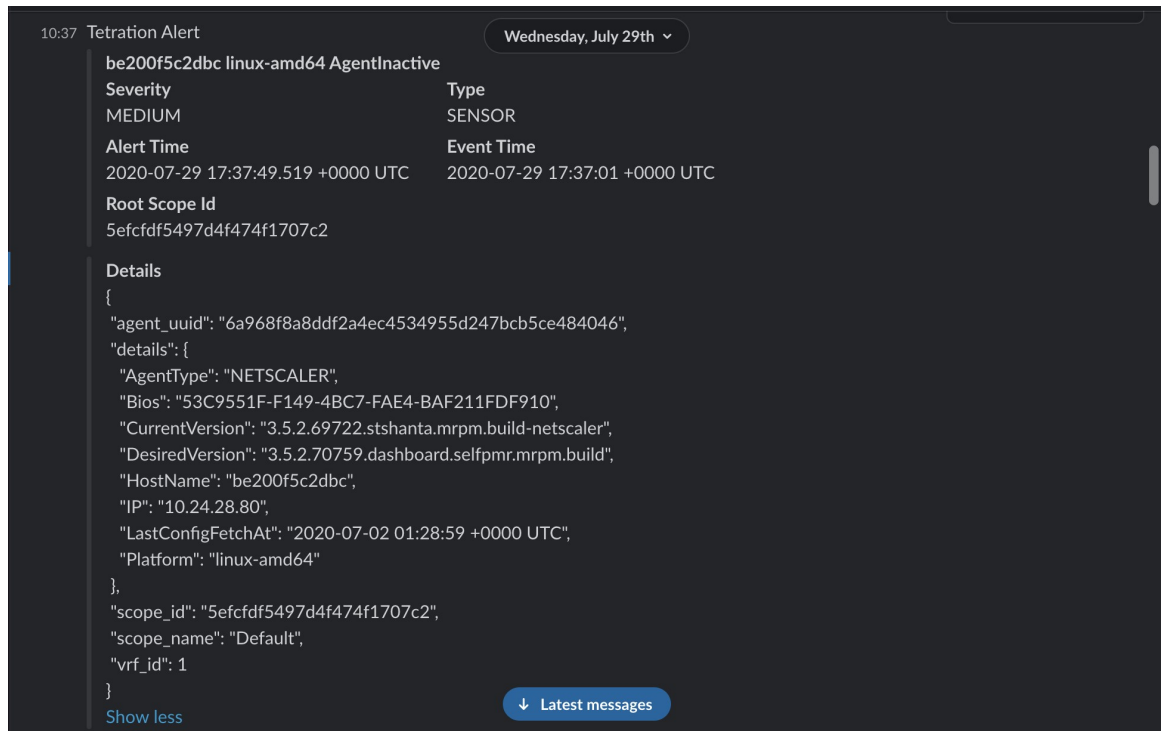 10:37 Tetration Alert
Wednesday, July 29th
be200f5c2dbc linux-amd64 AgentInactive
Severity Type
MEDIUM SENSOR
Alert Time Event Time
2020-07-29 17:37:49.519 +0000 UTC 2020-07-29 17:37:01 +0000 UTC
Root Scope Id
5efcfdf5497d4f474f1707c2
Details
{
"agent_uuid": "6a968f8a8ddf2a4ec4534955d247bcb5ce484046",
"details": {
"AgentType": "NETSCALER",
"Bios": "53C9551F-F149-4BC7-FAE4-BAF211FDF910",
"CurrentVersion": "3.5.2.69722.stshanta.mrpm.build-netscaler",
"DesiredVersion": "3.5.2.70759.dashboard.selfpmr.mrpm.build",
"HostName": "be200f5c2dbc",
"IP": "10.24.28.80",
"LastConfigFetchAt": "2020-07-02 01:28:59 +0000 UTC",
"Platform": "linux-amd64"
},
"scope_id": "5efcfdf5497d4f474f1707c2",
"scope_name": "Default",
"vrf_id": 1
}
Show less
↓ Latest messages